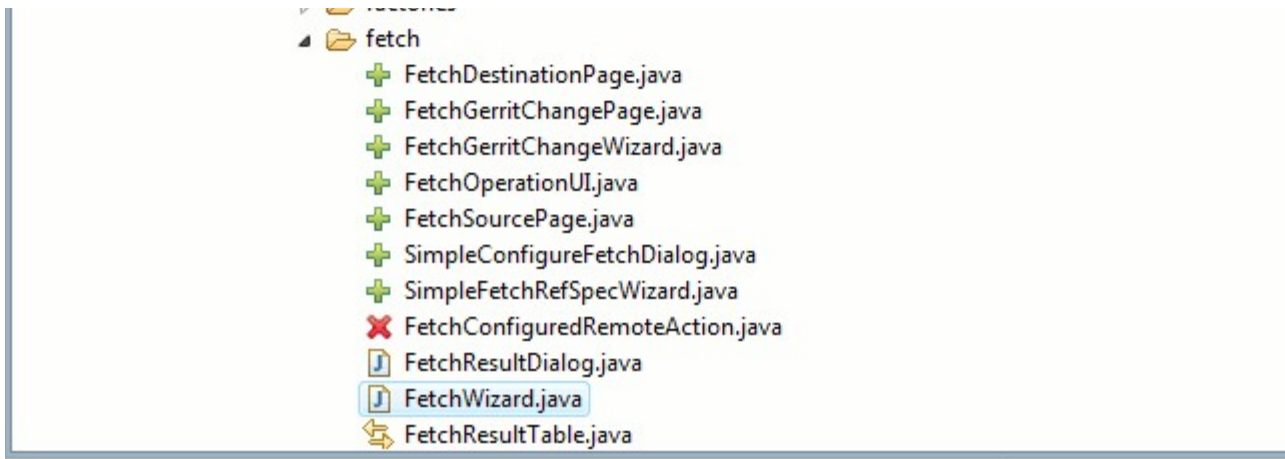 factories
fetch
FetchDestinationPage.java
FetchGerritChangePage.java
FetchGerritChangeWizard.java
FetchOperationUI.java
FetchSourcePage.java
SimpleConfigureFetchDialog.java
SimpleFetchRefSpecWizard.java
FetchConfiguredRemoteAction.java
FetchResultDialog.java
FetchWizard.java
FetchResultTable.java